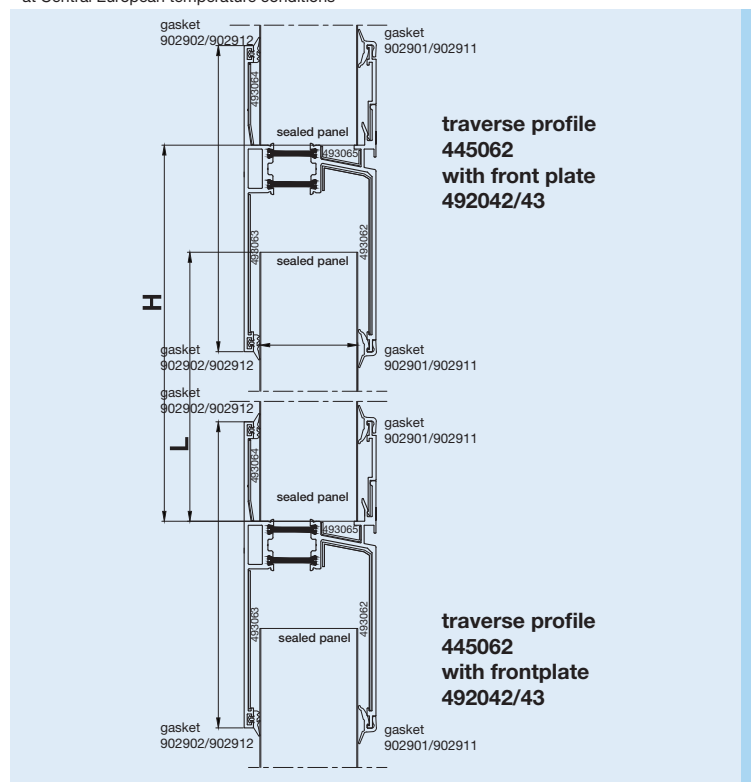 at Central European temperature conditions
gasket
902902/902912
gasket
902901/902911
493064
sealed panel
493065
traverse profile
445062
with front plate
492042/43
493063
493062
sealed panel
H
gasket
902902/902912
gasket
902901/902911
gasket
902902/902912
gasket
902901/902911
L
493064
sealed panel
493065
493063
493062
sealed panel
traverse profile
445062
with frontplate
492042/43
gasket
902902/902912
gasket
902901/902911